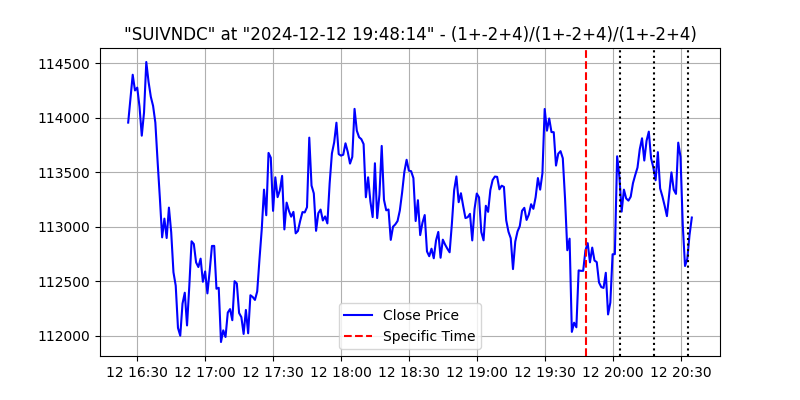 "SUIVNDC" at "2024-12-12 19:48:14" - (1+-2+4)/(1+-2+4)/(1+-2+4)
114500
114000
113500
113000
112500
112000
Close Price
Specific Time
12 16:30 12 17:00 12 17:30 12 18:00 12 18:30 12 19:00 12 19:30 12 20:00 12 20:30